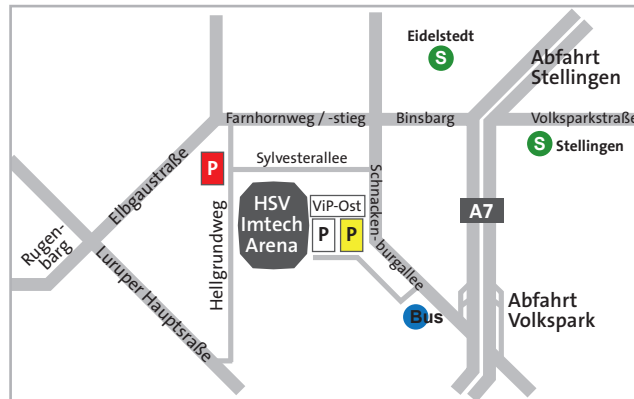 Eidelstedt
S
Abfahrt
Stellingen
Farnhornweg / -stieg
Binsbarg
Volksparkstraße
S
Stellingen
Elbgaustraße
P
Sylvesterallee
Schnacken-burgallee
HSV
Imtech
Arena
ViP-Ost
P
P
A7
Hellgrundweg
Rugen-
barg
Luruper Hauptsraße
Bus
Abfahrt
Volkspark